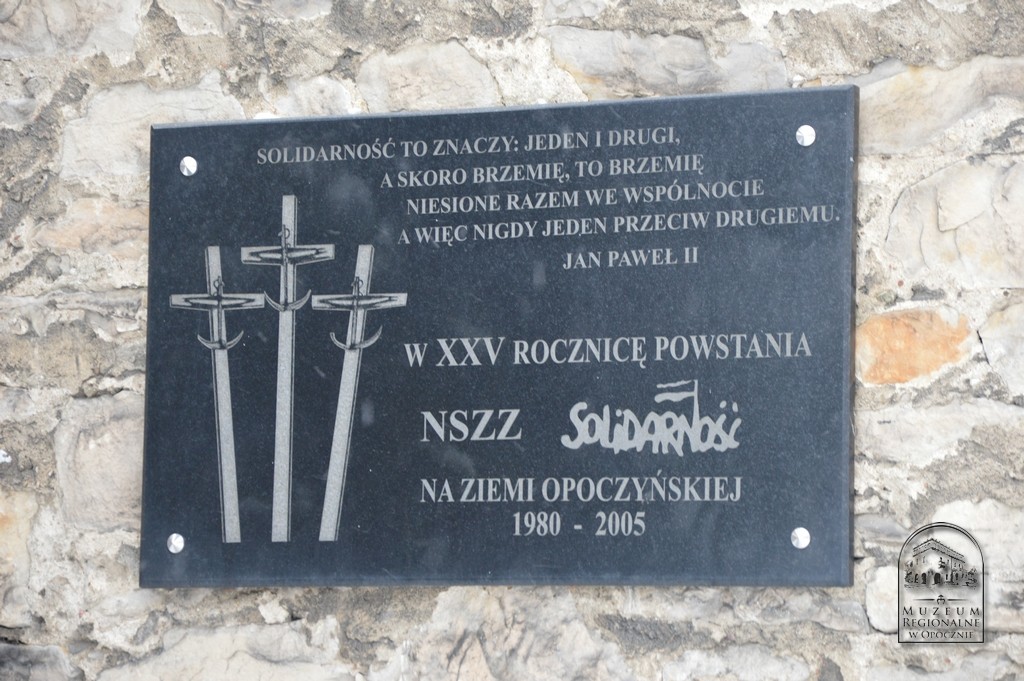 SOLIDARNOŚĆ TO ZNACZY: JEDEN I DRUGI,
A SKORO BRZEMIĘ, TO BRZEMIĘ
NIESIONE RAZEM WE WSPÓLNOCIE
A WIĘC NIGDY JEDEN PRZECIW DRUGIEMU.
JAN PAWEŁ II
W XXV ROCZNICĘ POWSTANIA
NSZZ SOLIDARNOŚĆ
NA ZIEMI OPOCZYŃSKIEJ
1980 - 2005
MUZEUM
REGIONALNE
W OPOCZNIE